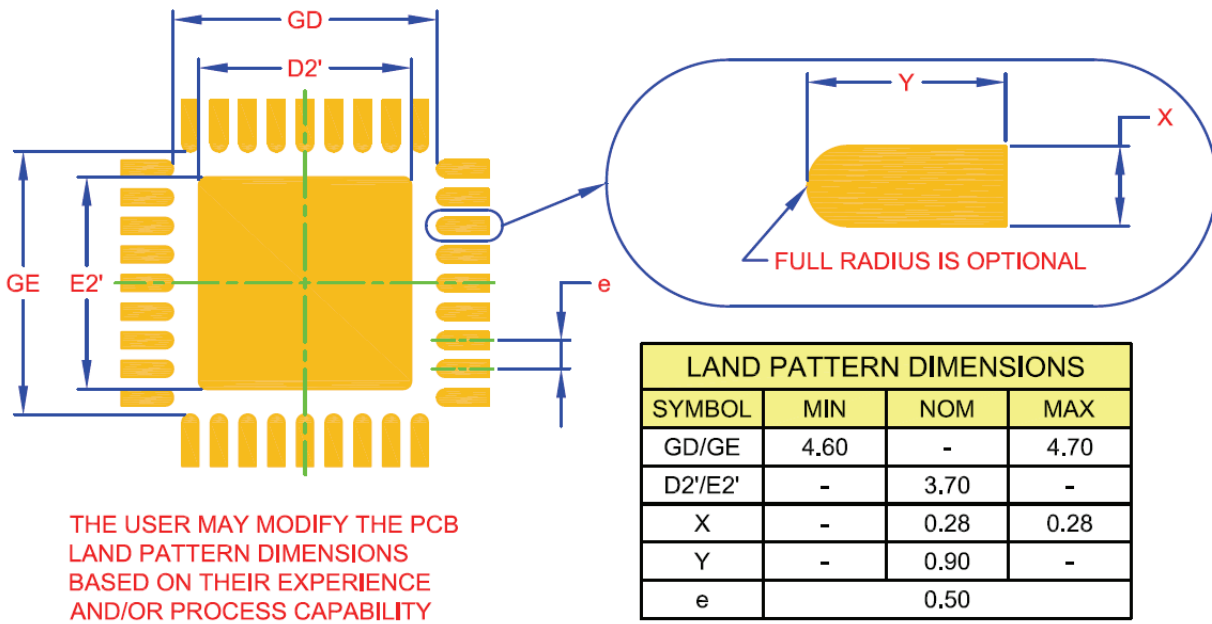 GD
D2'
GE
E2'
e
Y
X
FULL RADIUS IS OPTIONAL
LAND PATTERN DIMENSIONS
SYMBOL MIN NOM MAX
GD/GE 4.60 - 4.70
D2'/E2' - 3.70 -
X - 0.28 0.28
Y - 0.90 -
e 0.50
THE USER MAY MODIFY THE PCB
LAND PATTERN DIMENSIONS
BASED ON THEIR EXPERIENCE
AND/OR PROCESS CAPABILITY